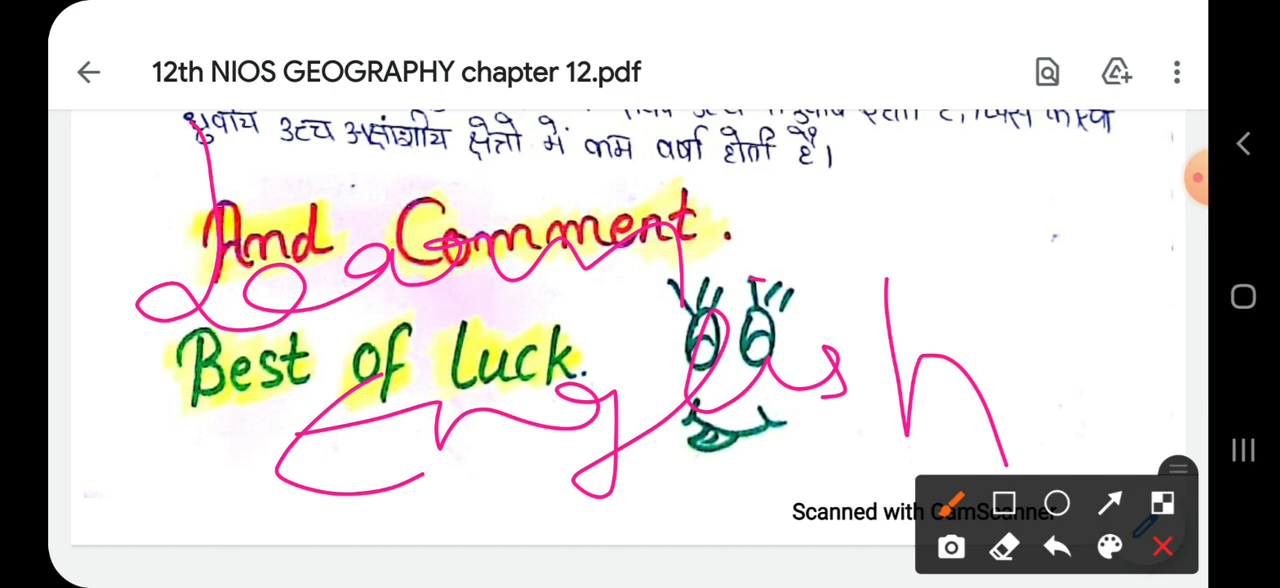 12th NIOS GEOGRAPHY chapter 12.pdf
उच्च अक्षांशीय क्षेत्रो में कम वर्षा होती है।
And Comment.
Learn
Best of luck.
English
Scanned with CamScanner